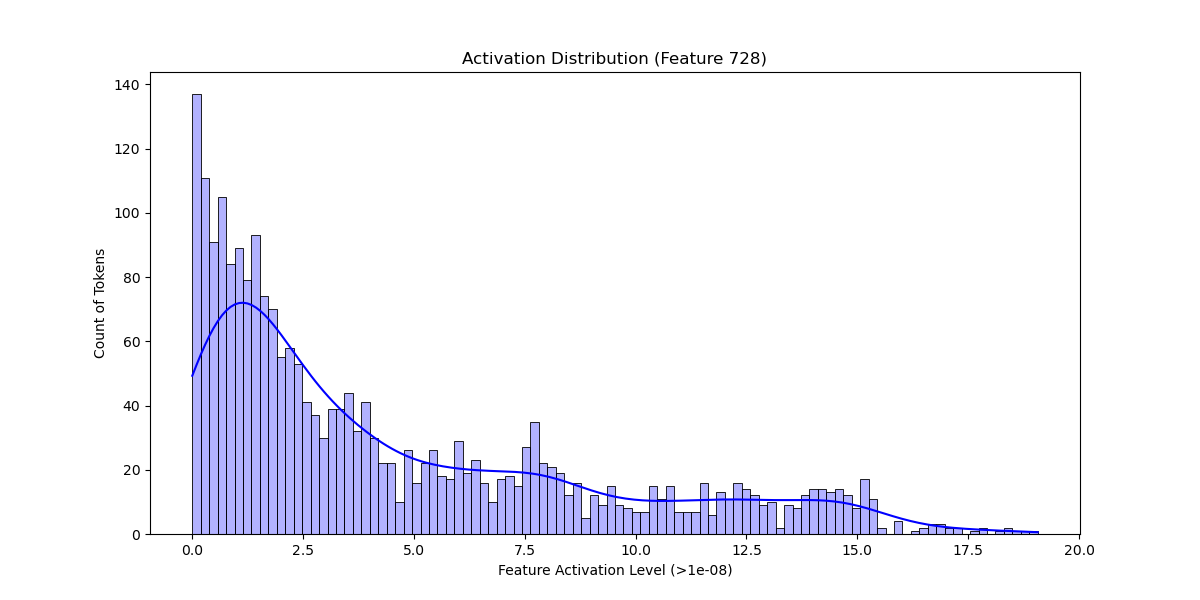 Activation Distribution (Feature 728)
Count of Tokens
140
120
100
80
60
40
20
0
0.0 2.5 5.0 7.5 10.0 12.5 15.0 17.5 20.0
Feature Activation Level (>1e-08)